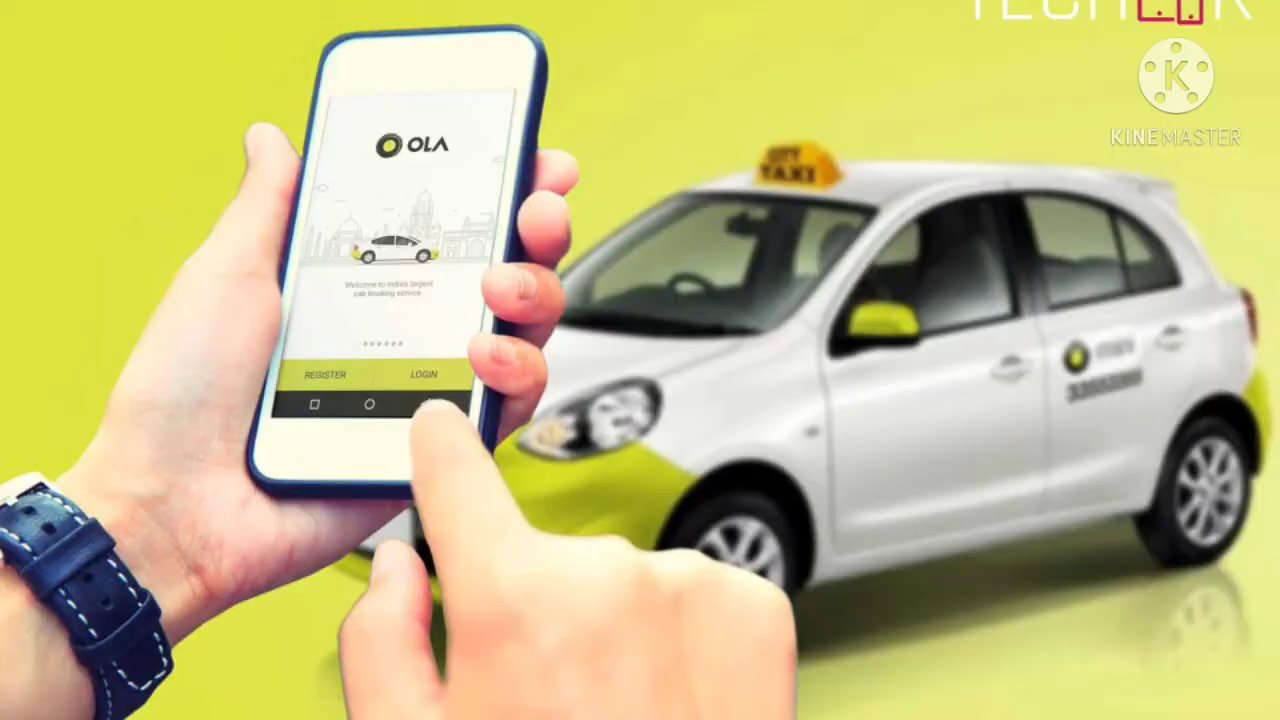 OLA
Welcome to India's largest
cab booking service.
REGISTER
LOGIN
CITY
TAXI
K
KINEMASTER